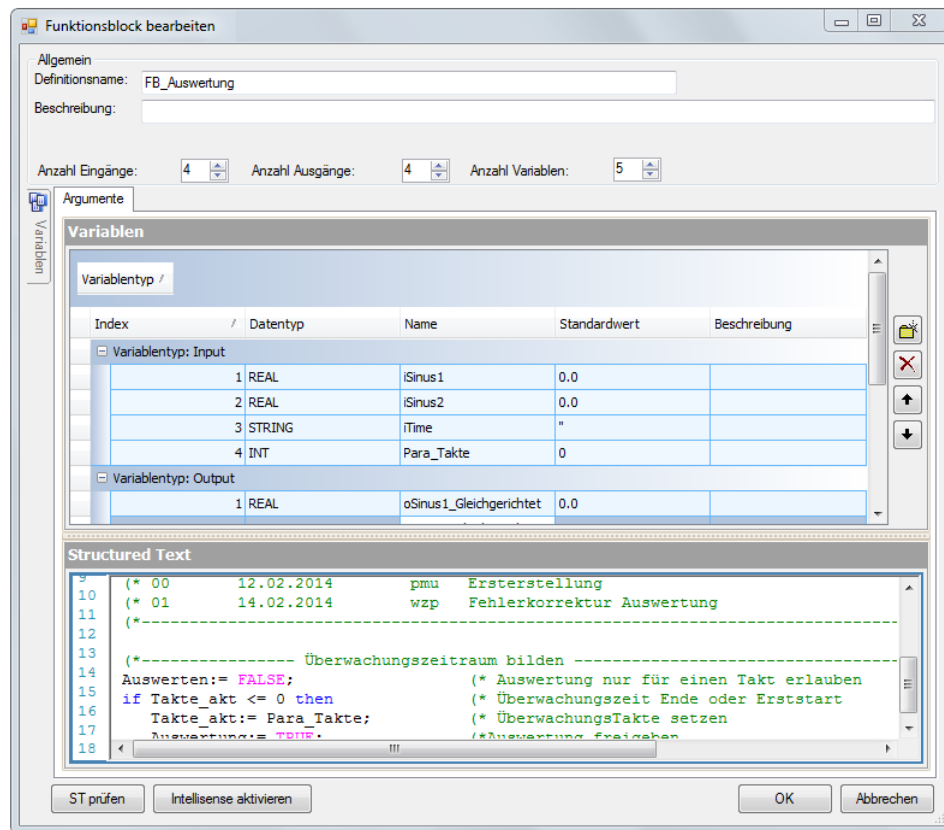 Funktionsblock bearbeiten
Allgemein
Definitionsname: FB_Auswertung
Beschreibung:
Anzahl Eingänge: 4 Anzahl Ausgänge: 4 Anzahl Variablen: 5
Variablen
Argumente
Variablen
Variablentyp
Index Datentyp Name Standardwert Beschreibung
Variablentyp: Input
1 REAL iSinus1 0.0
2 REAL iSinus2 0.0
3 STRING iTime "
4 INT Para_Takte 0
Variablentyp: Output
1 REAL oSinus1_Gleichgerichtet 0.0
Structured Text
9 (* 00 12.02.2014 pmu Ersterstellung
10 (* 01 14.02.2014 wzp Fehlerkorrektur Auswertung
11 (*------------------------------------------------------------------------
12
13 (*---------------- Überwachungszeitraum bilden ----------------------------
14 Auswerten:= FALSE; (* Auswertung nur für einen Takt erlauben
15 if Takte_akt <= 0 then (* Überwachungszeit Ende oder Erststart
16 Takte_akt:= Para_Takte; (* ÜberwachungsTakte setzen
17 Auswertung:= TRUE; (*Auswertung freigeben
18
ST prüfen Intellisense aktivieren OK Abbrechen